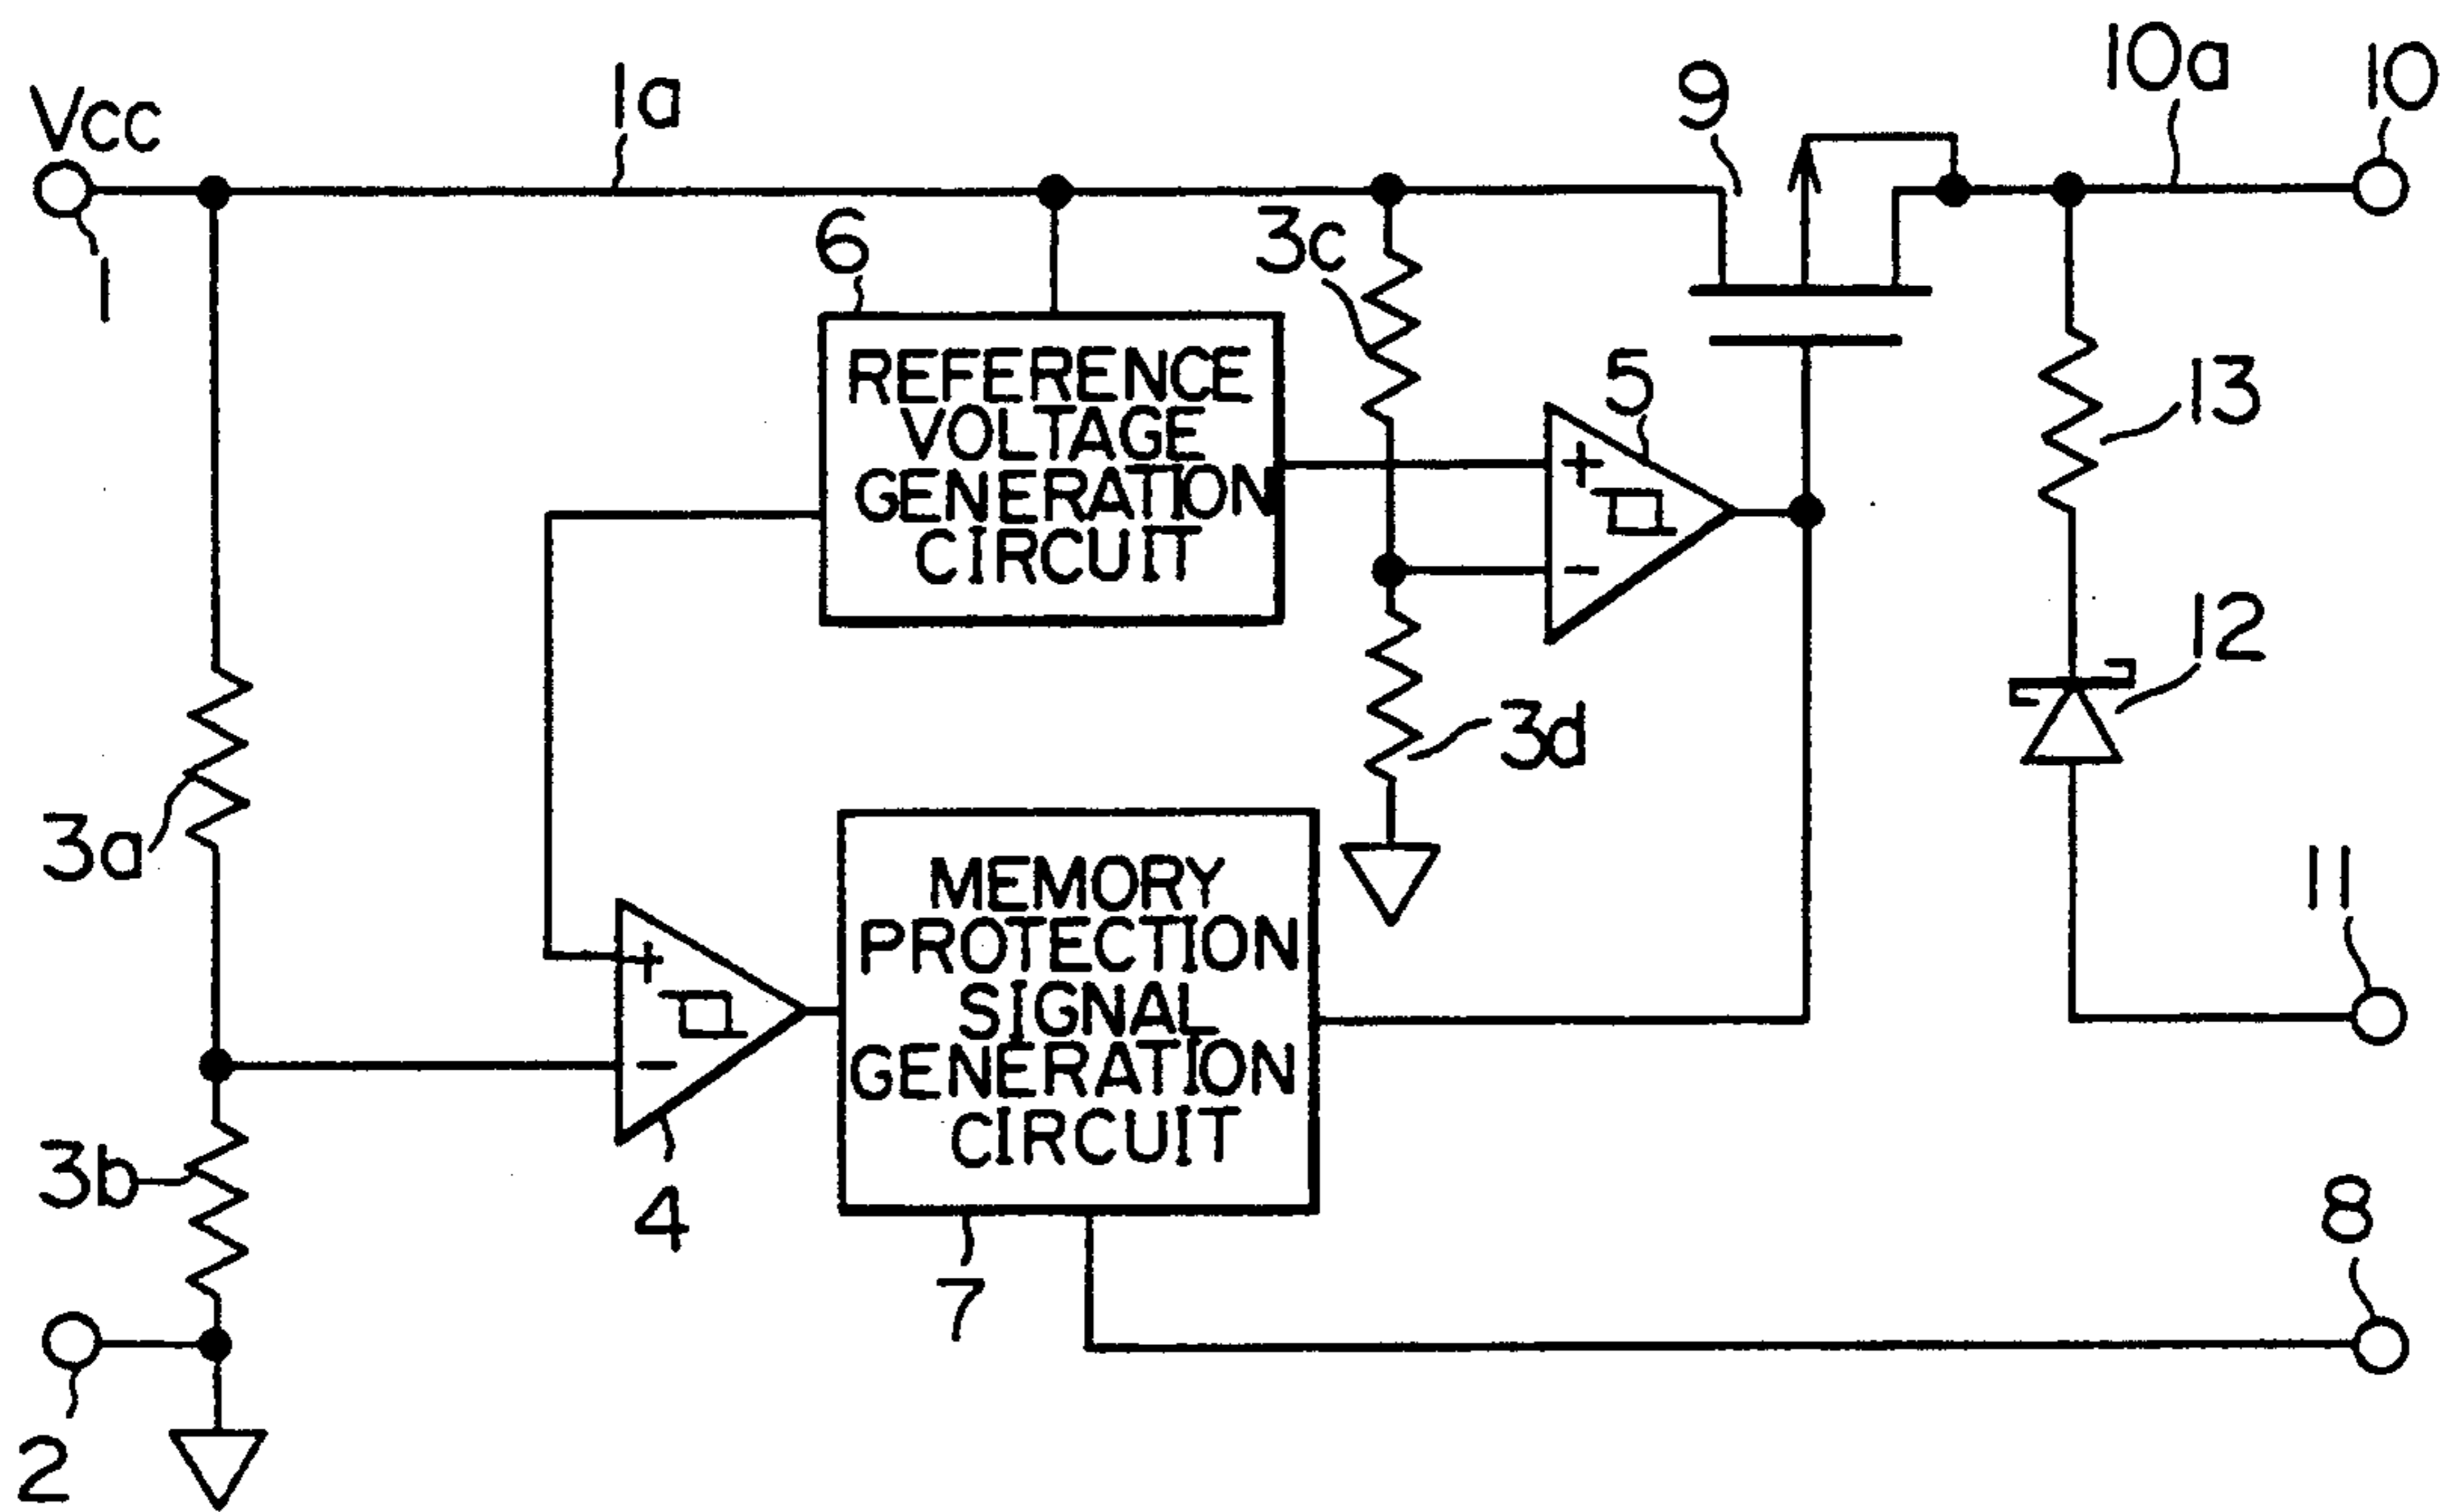 Vcc
1a
9
10a
10
1
6
3c
REFERENCE
VOLTAGE
GENERATION
CIRCUIT
5
+
-
13
12
3d
3a
MEMORY
PROTECTION
SIGNAL
GENERATION
CIRCUIT
11
+
-
3b
4
7
8
2